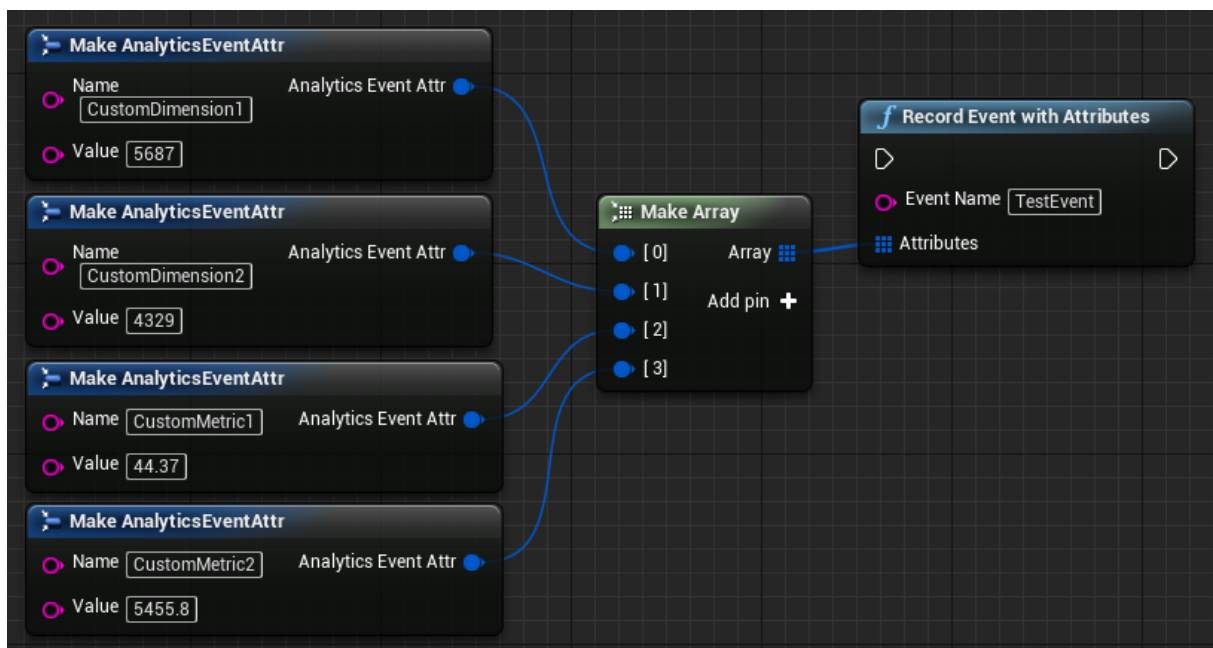 Make AnalyticsEventAttr
Name
CustomDimension1
Analytics Event Attr
Value 5687
Make AnalyticsEventAttr
Name
CustomDimension2
Analytics Event Attr
Value 4329
Make AnalyticsEventAttr
Name CustomMetric1
Analytics Event Attr
Value 44.37
Make AnalyticsEventAttr
Name CustomMetric2
Analytics Event Attr
Value 5455.8
Make Array
[0]
Array
[1]
Add pin +
[2]
[3]
f Record Event with Attributes
Event Name TestEvent
Attributes